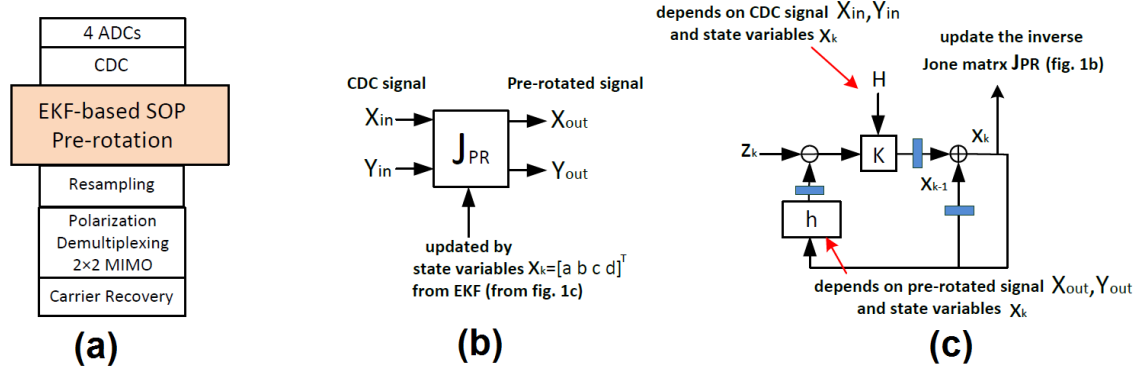 4 ADCs
CDC
EKF-based SOP
Pre-rotation
Resampling
Polarization
Demultiplexing
2×2 MIMO
Carrier Recovery
(a)
CDC signal
Pre-rotated signal
Xin
Xout
JPR
Yin
Yout
updated by
state variables Xk=[a b c d]T
from EKF (from fig. 1c)
(b)
depends on CDC signal Xin,Yin
and state variables Xk
update the inverse
Jone matrx JPR (fig. 1b)
H
Xk
Zk
K
Xk-1
h
depends on pre-rotated signal Xout,Yout
and state variables Xk
(c)